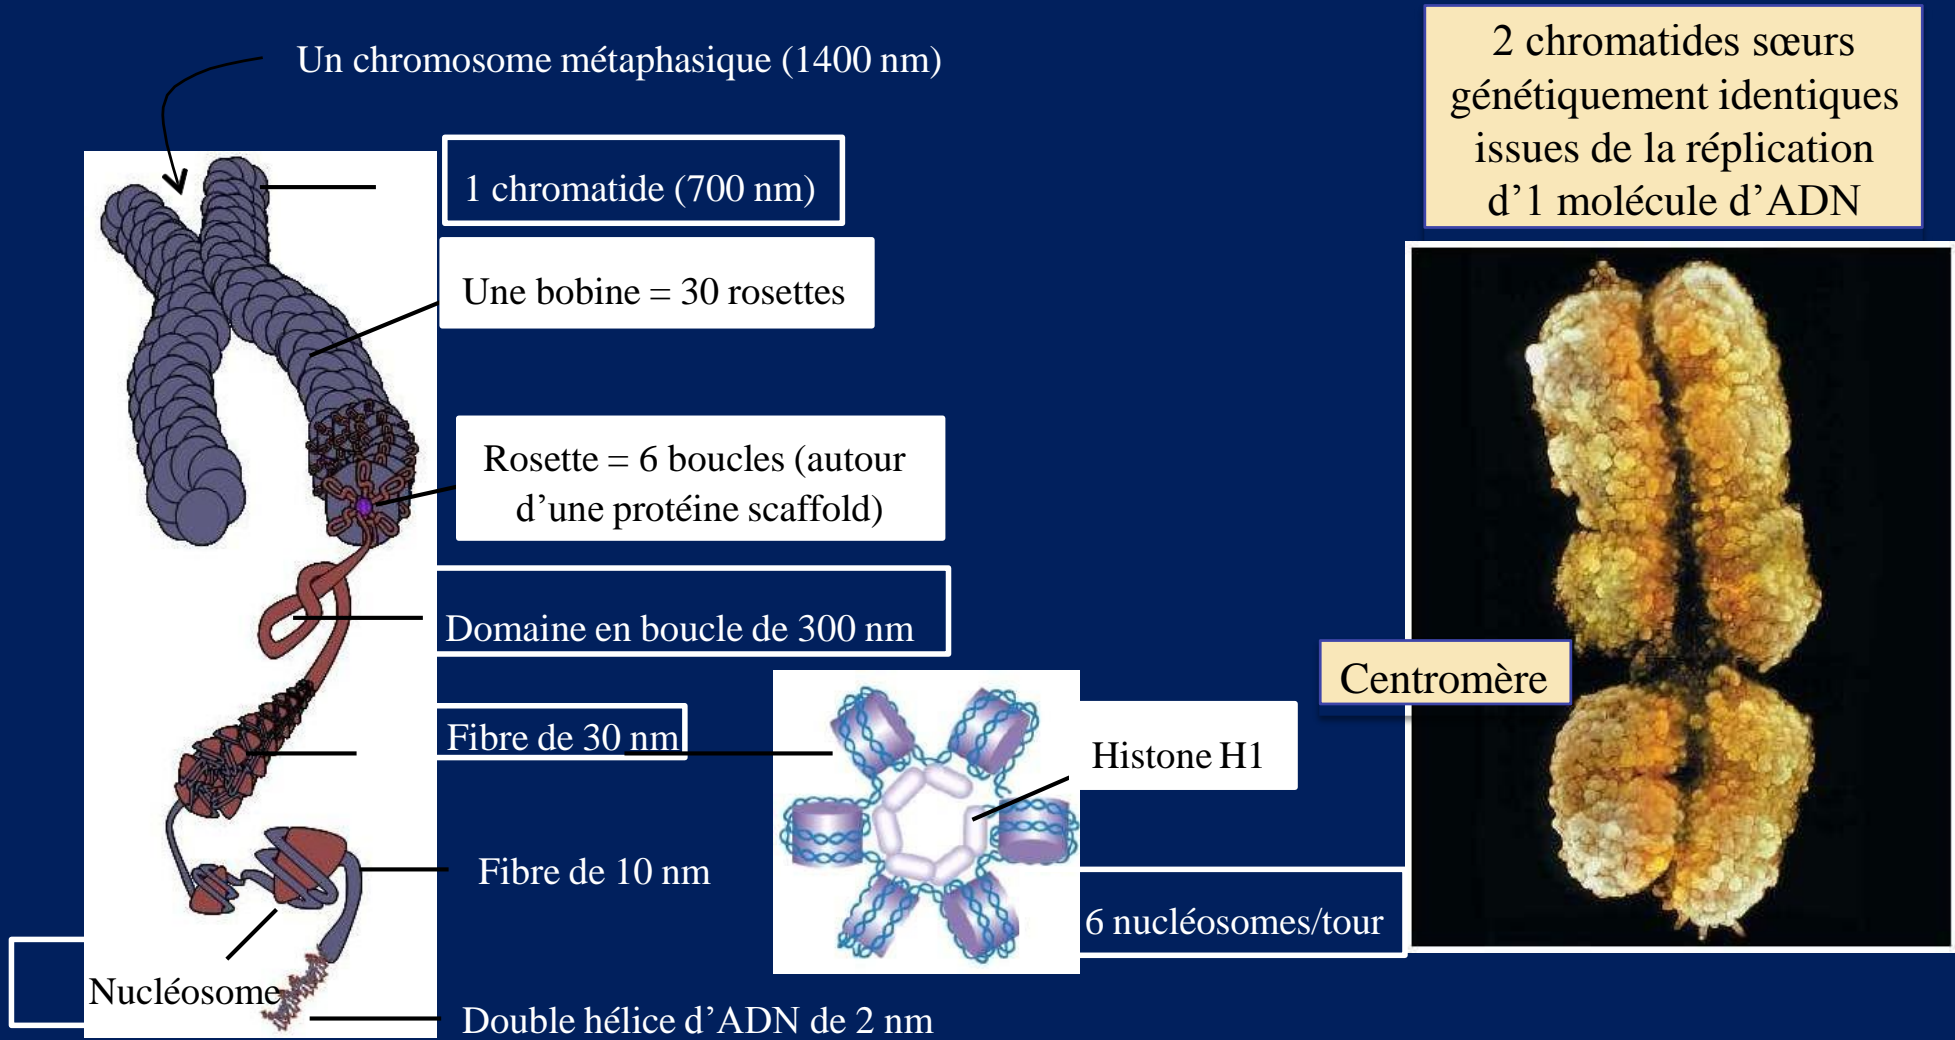 Un chromosome métaphasique (1400 nm)
2 chromatides sœurs
génétiquement identiques
issues de la réplication
d’1 molécule d’ADN
1 chromatide (700 nm)
Une bobine = 30 rosettes
Rosette = 6 boucles (autour
d’une protéine scaffold)
Domaine en boucle de 300 nm
Centromère
Fibre de 30 nm
Histone H1
Fibre de 10 nm
6 nucléosomes/tour
Nucléosome
Double hélice d’ADN de 2 nm